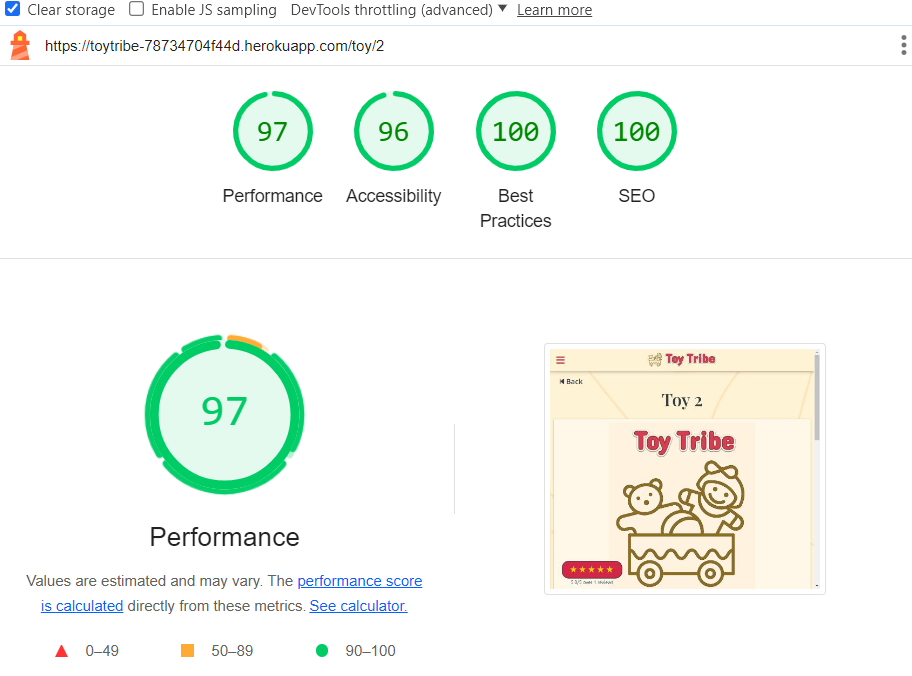 Clear storage Enable JS sampling DevTools throttling (advanced) Learn more
https://toytribe-78734704f44d.herokuapp.com/toy/2
97 96 100 100
Performance Accessibility Best Practices SEO
97
Performance
Values are estimated and may vary. The performance score
is calculated directly from these metrics. See calculator.
0–49 50–89 90–100
Toy Tribe
Back
Toy 2
Toy Tribe